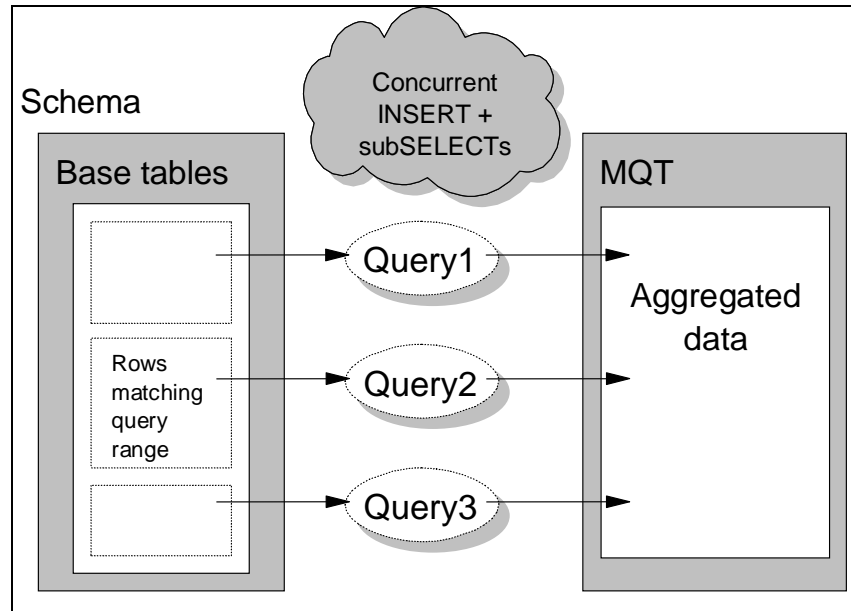 Concurrent
INSERT +
subSELECTs
Schema
Base tables
MQT
Query1
Aggregated
data
Rows
matching
query
range
Query2
Query3